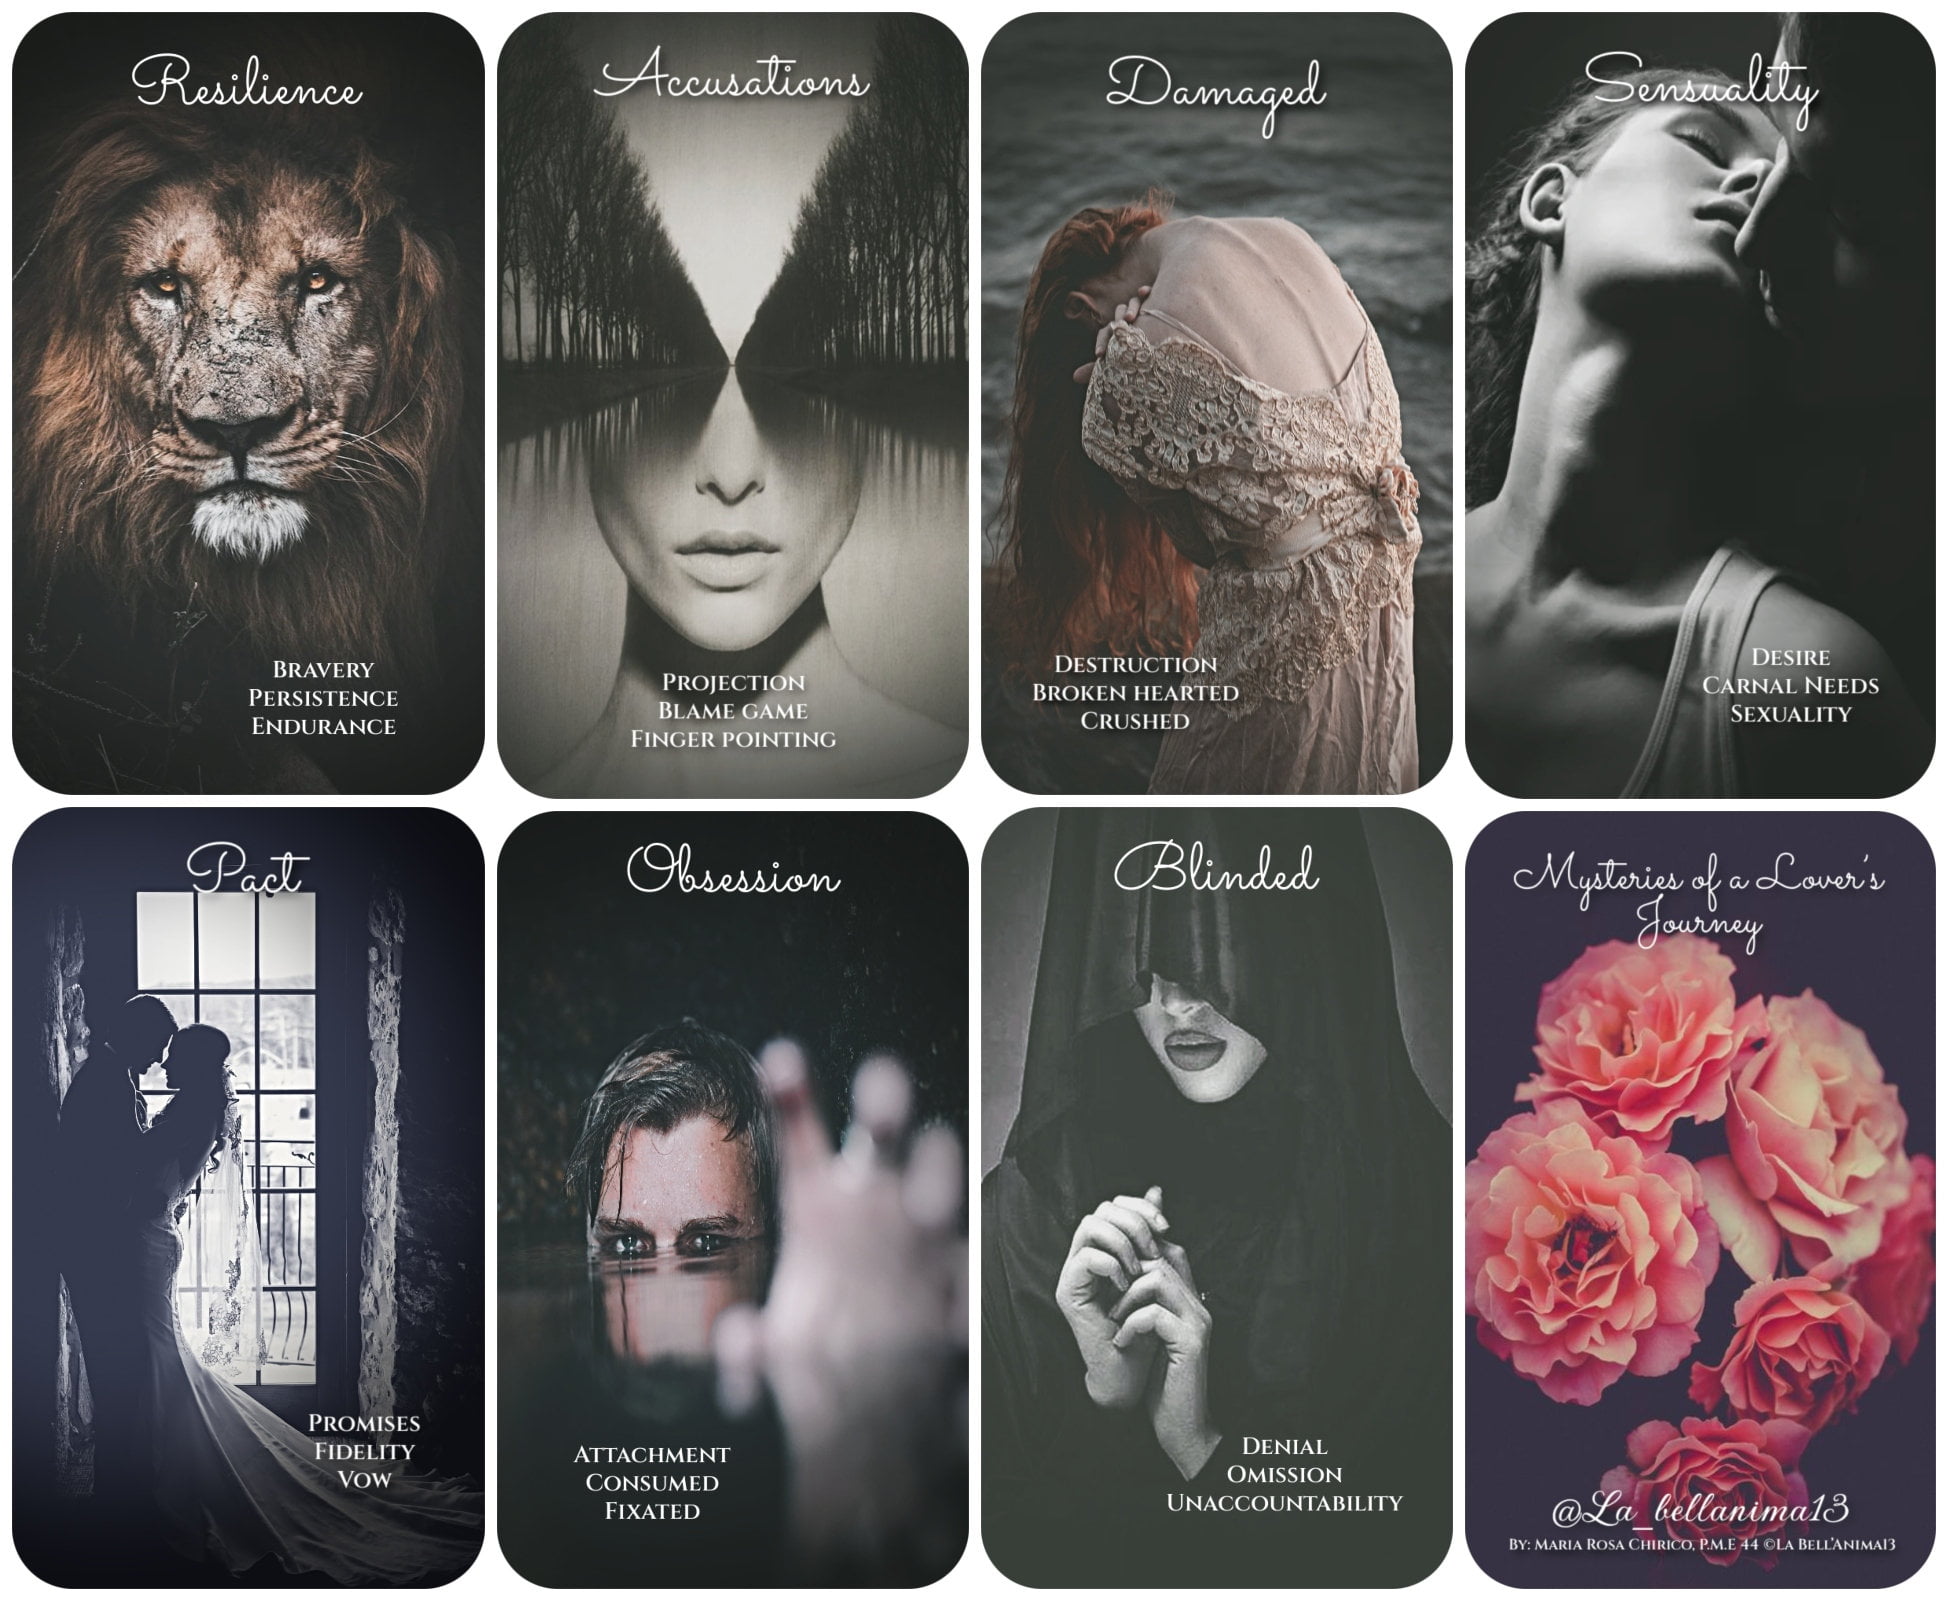 Resilience
Bravery
Persistence
Endurance
Accusations
Projection
Blame game
Finger pointing
Damaged
Destruction
Broken hearted
Crushed
Sensuality
Desire
Carnal Needs
Sexuality
Pact
Promises
Fidelity
Vow
Obsession
Attachment
Consumed
Fixated
Blinded
Denial
Omission
Unaccountability
Mysteries of a Lover's
Journey
@La_bellanima13
By: Maria Rosa Chirico, P.M.E 44 ©La Bell'Anima13